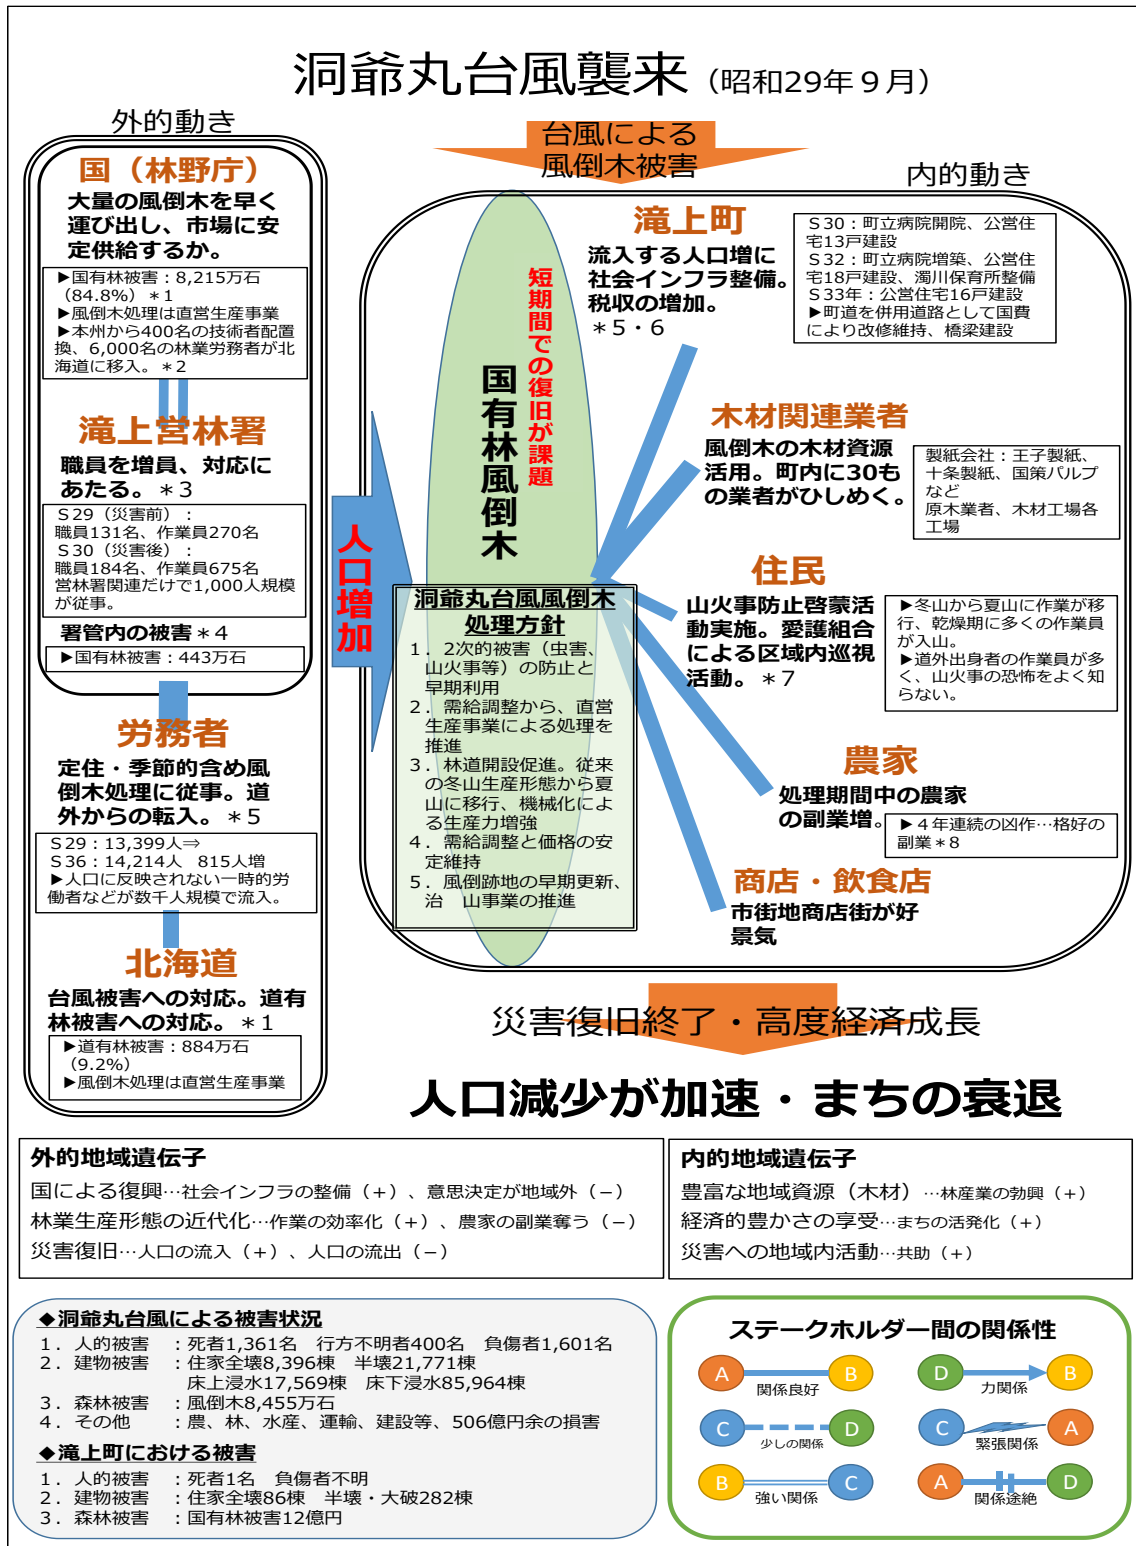 洞爺丸台風襲来（昭和29年９月）
外的動き
国（林野庁）
大量の風倒木を早く
運び出し、市場に安
定供給するか。
▶国有林被害：8,215万石
（84.8%）＊1
▶風倒木処理は直営生産事業
▶本州から400名の技術者配置
換、6,000名の林業労務者が北
海道に移入。＊2
滝上営林署
職員を増員、対応に
あたる。＊3
Ｓ29（災害前）：
職員131名、作業員270名
Ｓ30（災害後）：
職員184名、作業員675名
営林署関連だけで1,000人規模
が従事。
署管内の被害＊4
▶国有林被害：443万石
労務者
定住・季節的含め風
倒木処理に従事。道
外からの転入。＊5
Ｓ29：13,399人⇒
Ｓ36：14,214人　815人増
▶人口に反映されない一時的労
働者などが数千人規模で流入。
北海道
台風被害への対応。道有
林被害への対応。＊1
▶道有林被害：884万石
（9.2%）
▶風倒木処理は直営生産事業
人口増加
台風による
風倒木被害
内的動き
短期間での復旧が課題
国有林風倒木
洞爺丸台風風倒木
処理方針
1．2次的被害（虫害、
山火事等）の防止と
早期利用
2．需給調整から、直営
生産事業による処理を
推進
3．林道開設促進。従来
の冬山生産形態から夏
山に移行、機械化によ
る生産力増強
4．需給調整と価格の安
定維持
5．風倒跡地の早期更新、
治　山事業の推進
滝上町
流入する人口増に
社会インフラ整備。
税収の増加。
＊5・6
Ｓ30：町立病院開院、公営住
宅13戸建設
Ｓ32：町立病院増築、公営住
宅18戸建設、濁川保育所整備
Ｓ33年：公営住宅16戸建設
▶町道を併用道路として国費
により改修維持、橋梁建設
木材関連業者
風倒木の木材資源
活用。町内に30も
の業者がひしめく。
製紙会社：王子製紙、
十条製紙、国策パルプ
など
原木業者、木材工場各
工場
住民
山火事防止啓蒙活
動実施。愛護組合
による区域内巡視
活動。＊7
▶冬山から夏山に作業が移
行、乾燥期に多くの作業員
が入山。
▶道外出身者の作業員が多
く、山火事の恐怖をよく知
らない。
農家
処理期間中の農家
の副業増。
▶４年連続の凶作…格好の
副業＊8
商店・飲食店
市街地商店街が好
景気
災害復旧終了・高度経済成長
人口減少が加速・まちの衰退
外的地域遺伝子
国による復興…社会インフラの整備（+）、意思決定が地域外（−）
林業生産形態の近代化…作業の効率化（+）、農家の副業奪う（−）
災害復旧…人口の流入（+）、人口の流出（−）
内的地域遺伝子
豊富な地域資源（木材）…林産業の勃興（+）
経済的豊かさの享受…まちの活発化（+）
災害への地域内活動…共助（+）
◆洞爺丸台風による被害状況
1．人的被害　：死者1,361名　行方不明者400名　負傷者1,601名
2．建物被害　：住家全壊8,396棟　半壊21,771棟
床上浸水17,569棟　床下浸水85,964棟
3．森林被害　：風倒木8,455万石
4．その他　：農、林、水産、運輸、建設等、506億円余の損害
◆滝上町における被害
1．人的被害　：死者1名　負傷者不明
2．建物被害　：住家全壊86棟　半壊・大破282棟
3．森林被害　：国有林被害12億円
ステークホルダー間の関係性
A　関係良好　B
D　力関係　B
C　少しの関係　D
C　緊張関係　A
B　強い関係　C
A　関係途絶　D